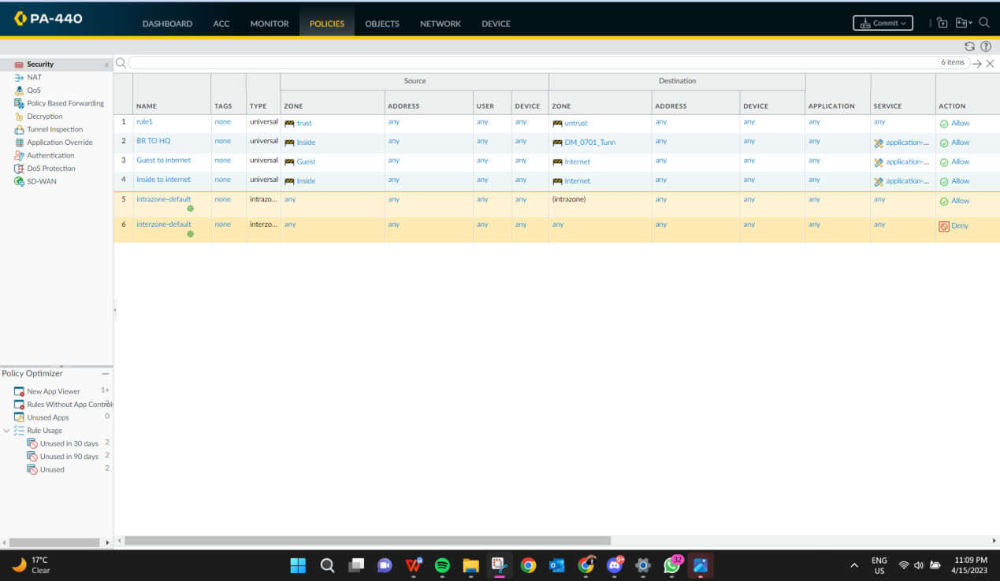 PA-440
DASHBOARD ACC MONITOR POLICIES OBJECTS NETWORK DEVICE Commit
Security
NAT
QoS
Policy Based Forwarding
Decryption
Tunnel Inspection
Application Override
Authentication
DoS Protection
SD-WAN
6 items
Source Destination
NAME TAGS TYPE ZONE ADDRESS USER DEVICE ZONE ADDRESS DEVICE APPLICATION SERVICE ACTION
1 rule1 none universal trust any any any untrust any any any any Allow
2 BR TO HQ none universal Inside any any any DM_0701_Tunn any any any application-... Allow
3 Guest to internet none universal Guest any any any Internet any any any application-... Allow
4 Inside to internet none universal Inside any any any Internet any any any application-... Allow
5 intrazone-default none intrazo... any any any any (intrazone) any any any any Allow
6 interzone-default none interzo... any any any any any any any any any Deny
Policy Optimizer
New App Viewer 1+
Rules Without App Controls 2
Unused Apps 0
Rule Usage
Unused in 30 days 2
Unused in 90 days 2
Unused 2
17°C
Clear
9+
32
ENG
US
11:09 PM
4/15/2023